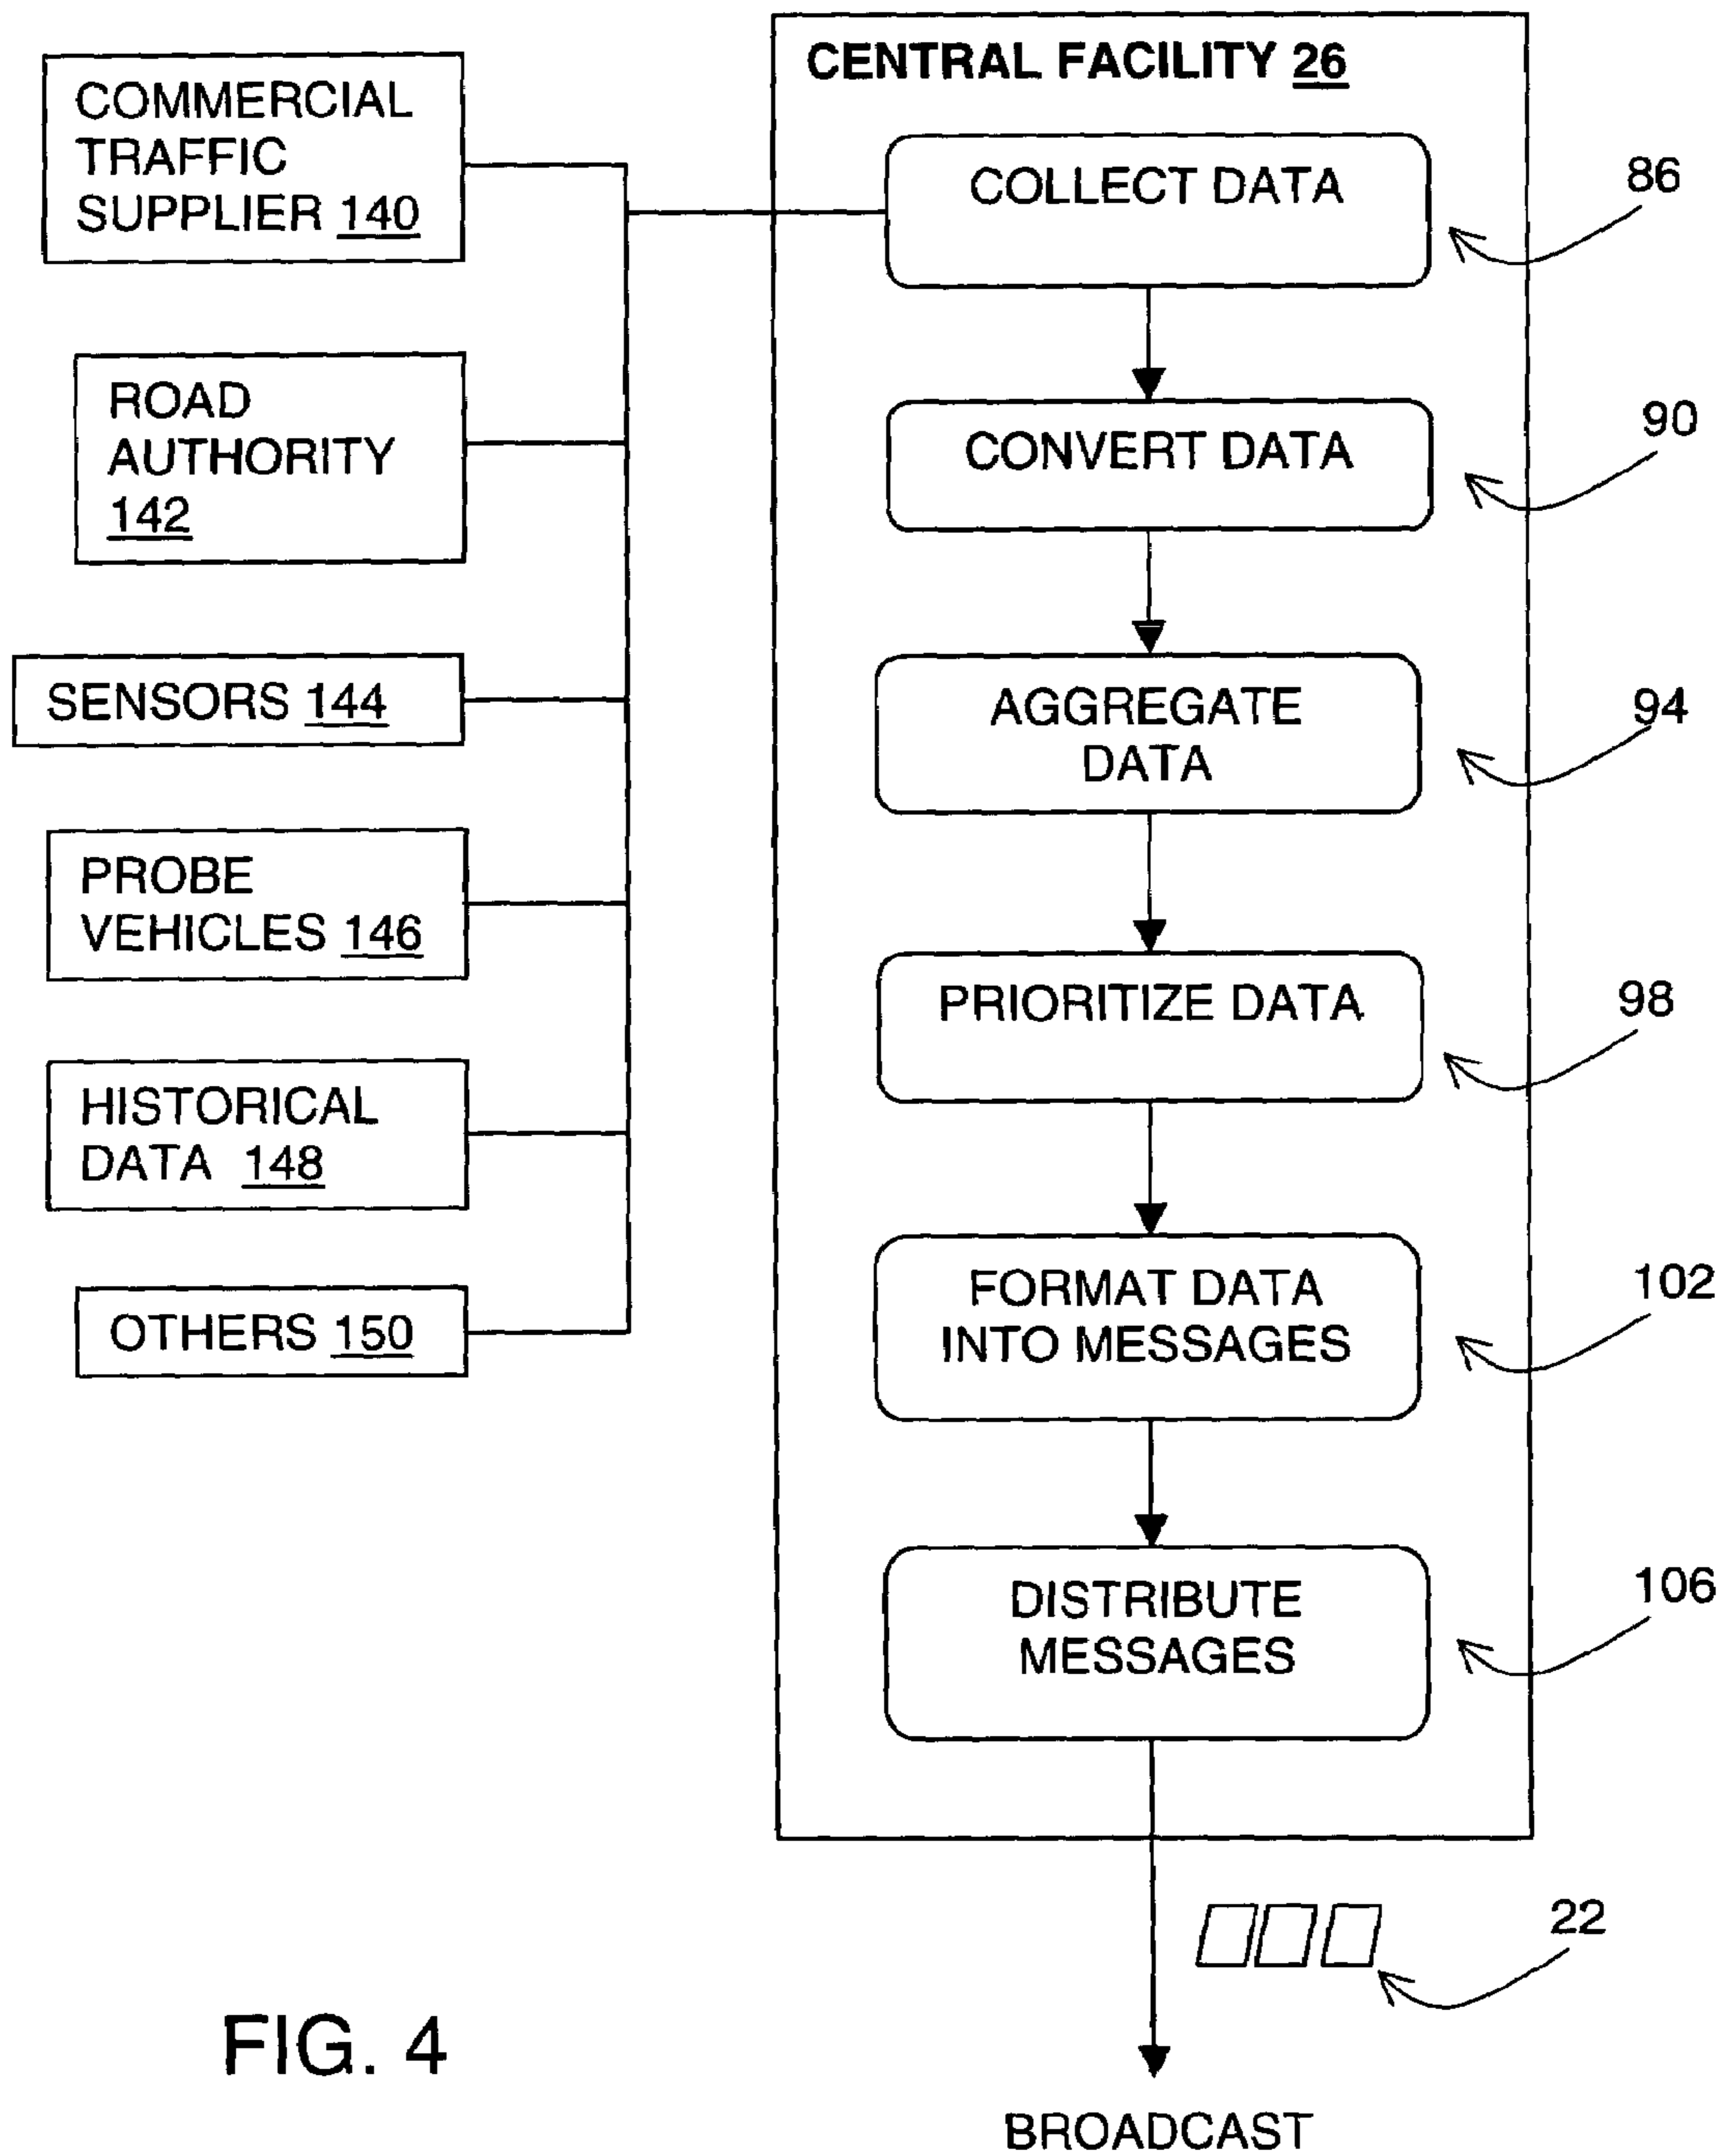 CENTRAL FACILITY 26
COMMERCIAL
TRAFFIC
SUPPLIER 140
ROAD
AUTHORITY
142
SENSORS 144
PROBE
VEHICLES 146
HISTORICAL
DATA 148
OTHERS 150
COLLECT DATA
86
CONVERT DATA
90
AGGREGATE
DATA
94
PRIORITIZE DATA
98
FORMAT DATA
INTO MESSAGES
102
DISTRIBUTE
MESSAGES
106
22
BROADCAST
FIG. 4